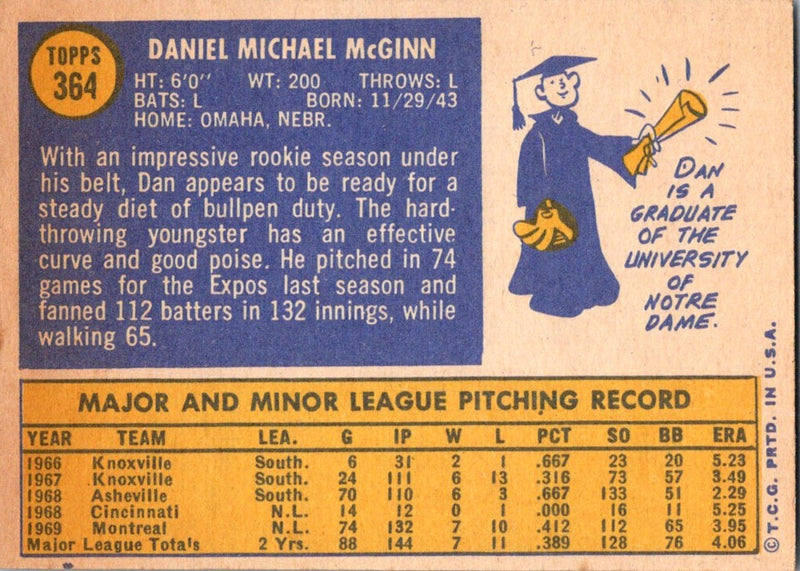 TOPPS
364
DANIEL MICHAEL McGINN
HT: 6'0'' WT: 200 THROWS: L
BATS: L BORN: 11/29/43
HOME: OMAHA, NEBR.
With an impressive rookie season under
his belt, Dan appears to be ready for a
steady diet of bullpen duty. The hard-
throwing youngster has an effective
curve and good poise. He pitched in 74
games for the Expos last season and
fanned 112 batters in 132 innings, while
walking 65.
DAN
IS A
GRADUATE
OF THE
UNIVERSITY
OF
NOTRE
DAME.
MAJOR AND MINOR LEAGUE PITCHING RECORD
YEAR TEAM LEA. G IP W L PCT SO BB ERA
1966 Knoxville South. 6 31 2 1 .667 23 20 5.23
1967 Knoxville South. 24 111 6 13 .316 73 57 3.49
1968 Asheville South. 70 110 6 3 .667 133 51 2.29
1968 Cincinnati N.L. 14 12 0 1 .000 16 11 5.25
1969 Montreal N.L. 74 132 7 10 .412 112 65 3.95
Major League Tota's 2 Yrs. 88 144 7 11 .389 128 76 4.06
©T.C.G. PRTD. IN U.S.A.